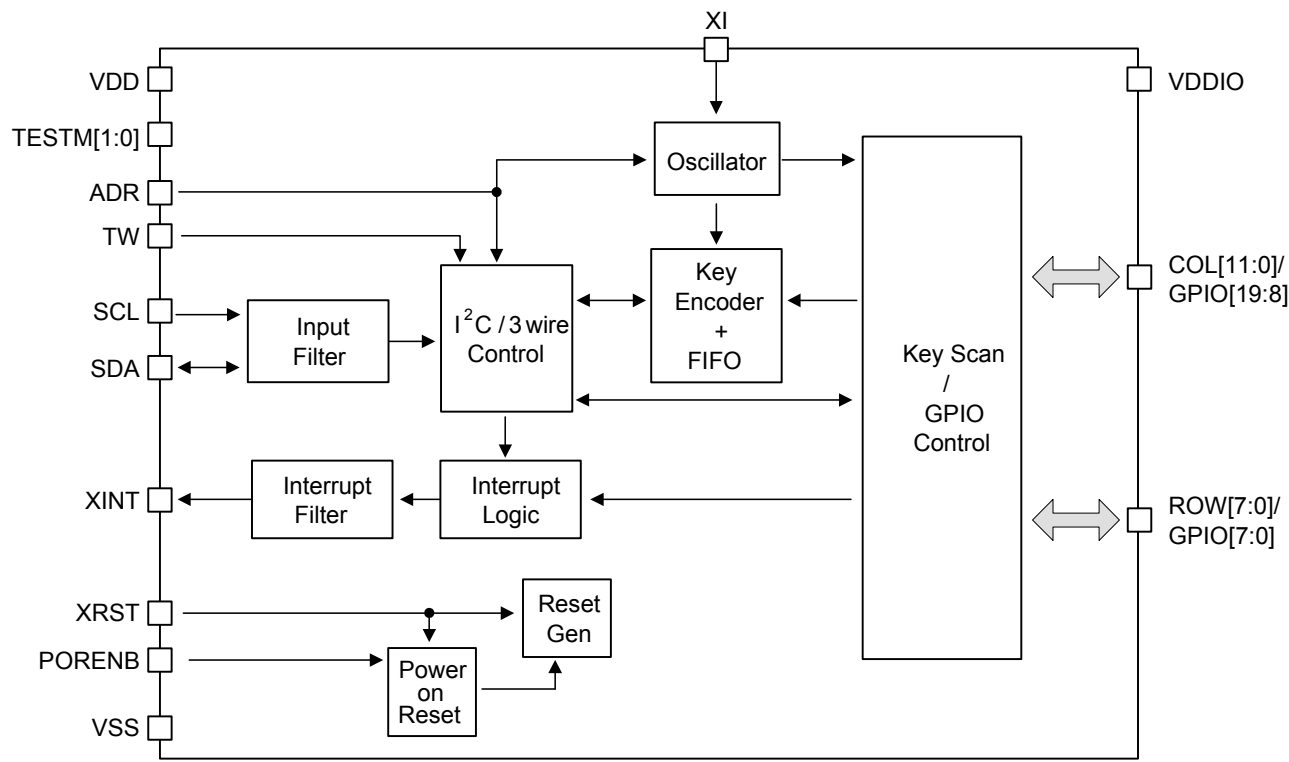 XI
VDD
VDDIO
TESTM[1:0]
Oscillator
ADR
TW
Key
Encoder
+
FIFO
COL[11:0]/
GPIO[19:8]
SCL
SDA
Input
Filter
I2C / 3 wire
Control
Key Scan
/
GPIO
Control
XINT
Interrupt
Filter
Interrupt
Logic
ROW[7:0]/
GPIO[7:0]
XRST
Reset
Gen
PORENB
Power
on
Reset
VSS